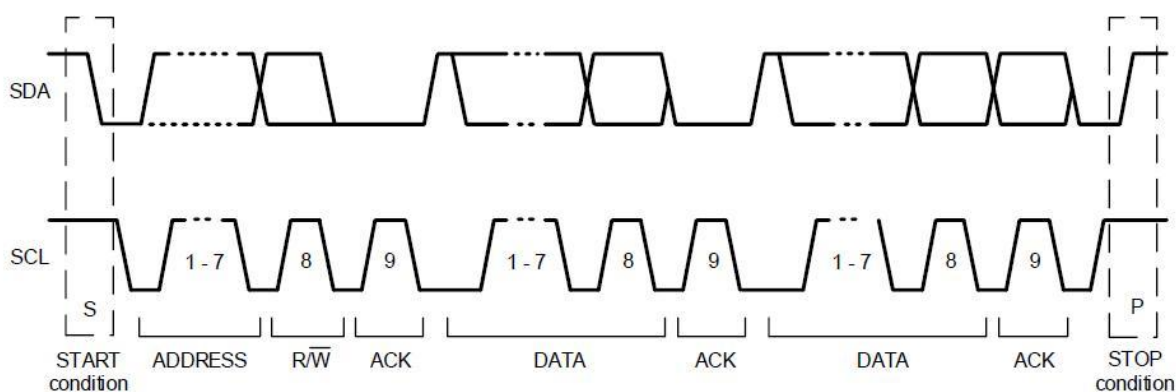 SDA
SCL
1 - 7
8
9
1 - 7
8
9
1 - 7
8
9
S
P
START
condition
ADDRESS
R/W̅
ACK
DATA
ACK
DATA
ACK
STOP
condition